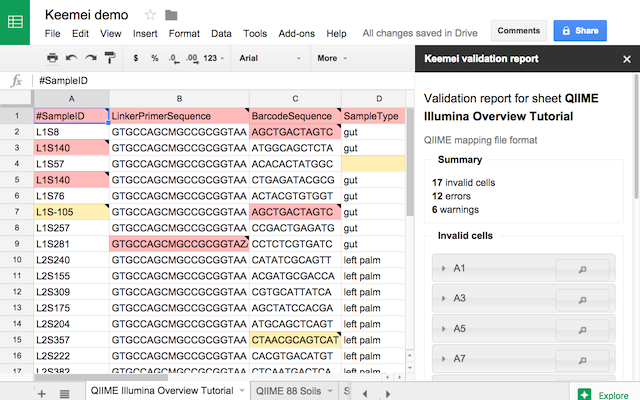 Keemei demo
File Edit View Insert Format Data Tools Add-ons Help All changes saved in Drive
Comments
Share
$ % .0 .00 123 Arial More
fx #SampleID
A B C D
1 #SampleID LinkerPrimerSequence BarcodeSequence SampleType
2 L1S8 GTGCCAGCMGCCGCGGTAA AGCTGACTAGTC gut
3 L1S140 GTGCCAGCMGCCGCGGTAA ATGGCAGCTCTA gut
4 L1S57 GTGCCAGCMGCCGCGGTAA ACACACTATGGC
5 L1S140 GTGCCAGCMGCCGCGGTAA CTGAGATACGCG gut
6 L1S76 GTGCCAGCMGCCGCGGTAA ACTACGTGTGGT gut
7 L1S-105 GTGCCAGCMGCCGCGGTAA AGCTGACTAGTC gut
8 L1S257 GTGCCAGCMGCCGCGGTAA CCGACTGAGATG gut
9 L1S281 GTGCCAGCMGCCGCGGTAZA CCTCTCGTGATC gut
10 L2S240 GTGCCAGCMGCCGCGGTAA CATATCGCAGTT left palm
11 L2S155 GTGCCAGCMGCCGCGGTAA ACGATGCGACCA left palm
12 L2S309 GTGCCAGCMGCCGCGGTAA CGTGCATTATCA left palm
13 L2S175 GTGCCAGCMGCCGCGGTAA AGCTATCCACGA left palm
14 L2S204 GTGCCAGCMGCCGCGGTAA ATGCAGCTCAGT left palm
15 L2S357 GTGCCAGCMGCCGCGGTAA CTAACGCAGTCAT left palm
16 L2S222 GTGCCAGCMGCCGCGGTAA CACGTGACATGT left palm
17 L2S382 GTGCCAGCMGCCGCGGTAA CTCAATGACTCA left palm
QIIME Illumina Overview Tutorial QIIME 88 Soils S
Keemei validation report
Validation report for sheet QIIME
Illumina Overview Tutorial
QIIME mapping file format
Summary
17 invalid cells
12 errors
6 warnings
Invalid cells
A1
A3
A5
A7
Explore